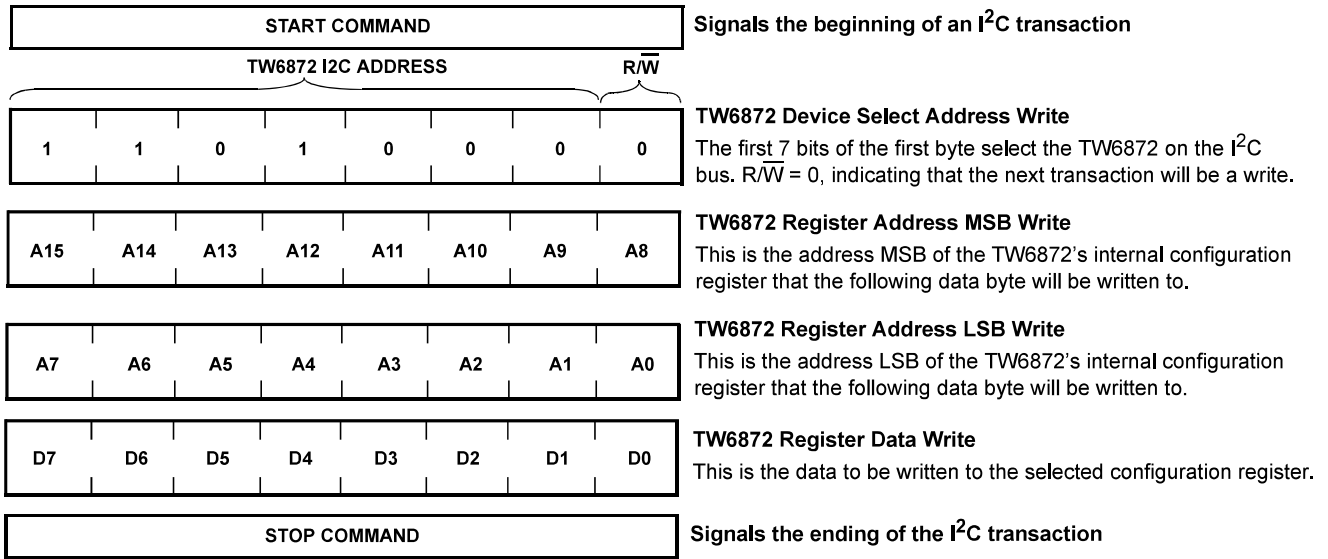 START COMMAND
Signals the beginning of an I2C transaction
TW6872 I2C ADDRESS
R/W̅
1 1 0 1 0 0 0 0
TW6872 Device Select Address Write
The first 7 bits of the first byte select the TW6872 on the I2C
bus. R/W̅ = 0, indicating that the next transaction will be a write.
A15 A14 A13 A12 A11 A10 A9 A8
TW6872 Register Address MSB Write
This is the address MSB of the TW6872's internal configuration
register that the following data byte will be written to.
A7 A6 A5 A4 A3 A2 A1 A0
TW6872 Register Address LSB Write
This is the address LSB of the TW6872's internal configuration
register that the following data byte will be written to.
D7 D6 D5 D4 D3 D2 D1 D0
TW6872 Register Data Write
This is the data to be written to the selected configuration register.
STOP COMMAND
Signals the ending of the I2C transaction